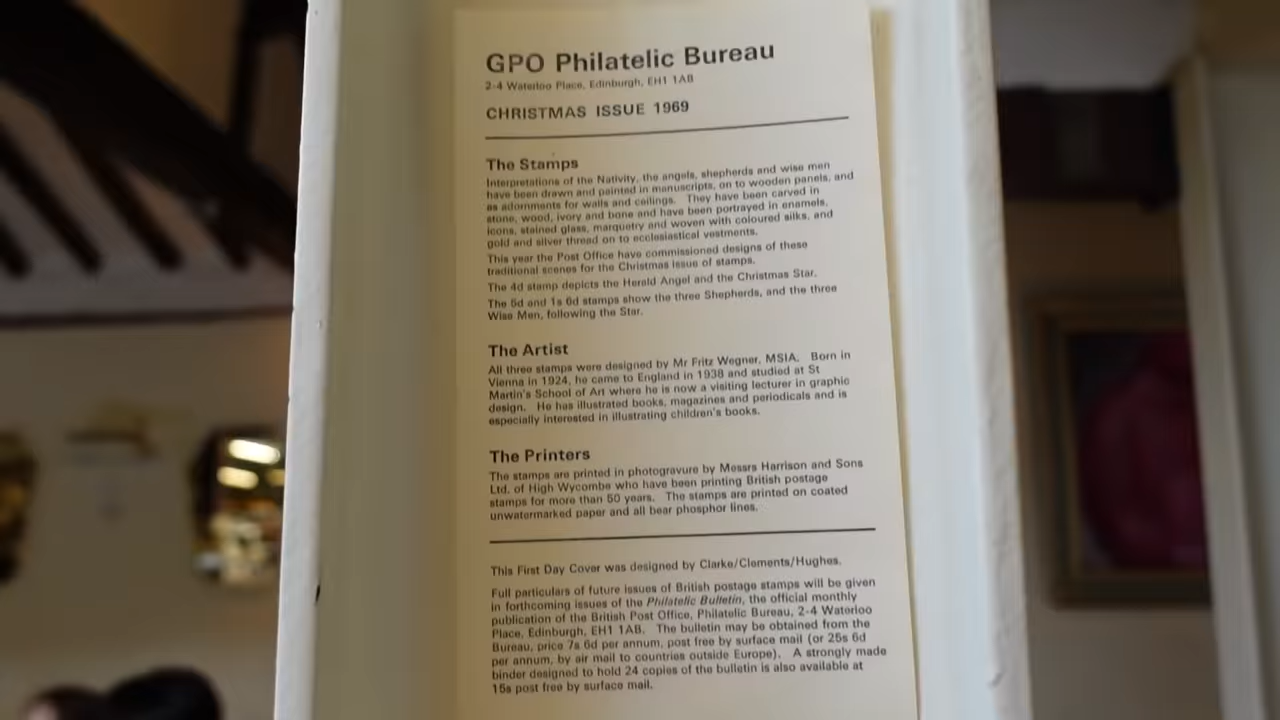 GPO Philatelic Bureau
2-4 Waterloo Place, Edinburgh, EH1 1AB
CHRISTMAS ISSUE 1969
The Stamps
Interpretations of the Nativity, the angels, shepherds and wise men
have been drawn and painted in manuscripts, on to wooden panels, and
as adornments for walls and ceilings. They have been carved in
stone, wood, ivory and bone and have been portrayed in enamels,
icons, stained glass, marquetry and woven with coloured silks, and
gold and silver thread on to ecclesiastical vestments.
This year the Post Office have commissioned designs of these
traditional scenes for the Christmas issue of stamps.
The 4d stamp depicts the Herald Angel and the Christmas Star.
The 5d and 1s 6d stamps show the three Shepherds, and the three
Wise Men, following the Star.
The Artist
All three stamps were designed by Mr Fritz Wegner, MSIA. Born in
Vienna in 1924, he came to England in 1938 and studied at St
Martin's School of Art where he is now a visiting lecturer in graphic
design. He has illustrated books, magazines and periodicals and is
especially interested in illustrating children's books.
The Printers
The stamps are printed in photogravure by Messrs Harrison and Sons
Ltd. of High Wycombe who have been printing British postage
stamps for more than 50 years. The stamps are printed on coated
unwatermarked paper and all bear phosphor lines.
This First Day Cover was designed by Clarke/Clements/Hughes.
Full particulars of future issues of British postage stamps will be given
in forthcoming issues of the Philatelic Bulletin, the official monthly
publication of the British Post Office, Philatelic Bureau, 2-4 Waterloo
Place, Edinburgh, EH1 1AB. The bulletin may be obtained from the
Bureau, price 7s 6d per annum, post free by surface mail (or 25s 6d
per annum, by air mail to countries outside Europe). A strongly made
binder designed to hold 24 copies of the bulletin is also available at
15s post free by surface mail.